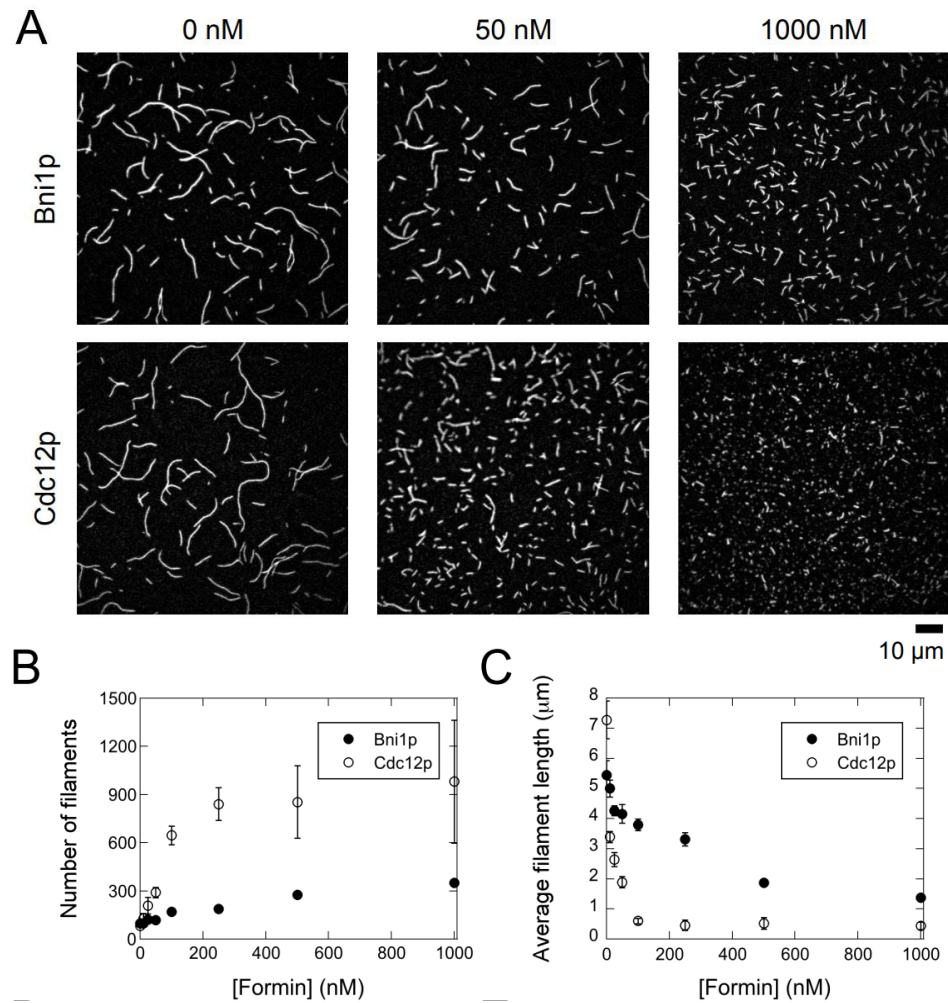 A
0 nM
50 nM
1000 nM
Bni1p
Cdc12p
10 µm
B
Number of filaments
1500
1200
900
600
300
0
Bni1p
Cdc12p
0
200
400
600
800
1000
[Formin] (nM)
C
Average filament length (µm)
8
7
6
5
4
3
2
1
0
Bni1p
Cdc12p
0
200
400
600
800
1000
[Formin] (nM)